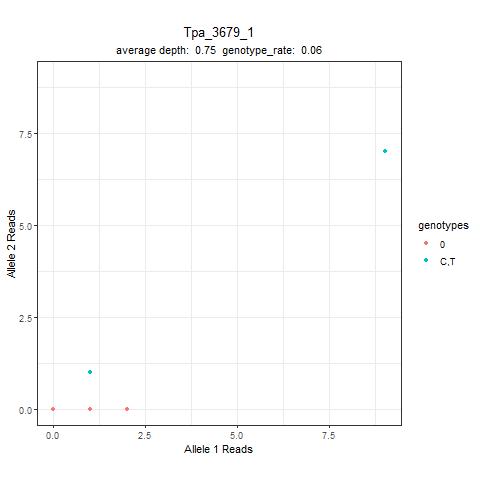 Tpa_3679_1
average depth:  0.75  genotype_rate:  0.06
Allele 2 Reads
7.5
5.0
2.5
0.0
0.0 2.5 5.0 7.5
Allele 1 Reads
genotypes
0
C,T